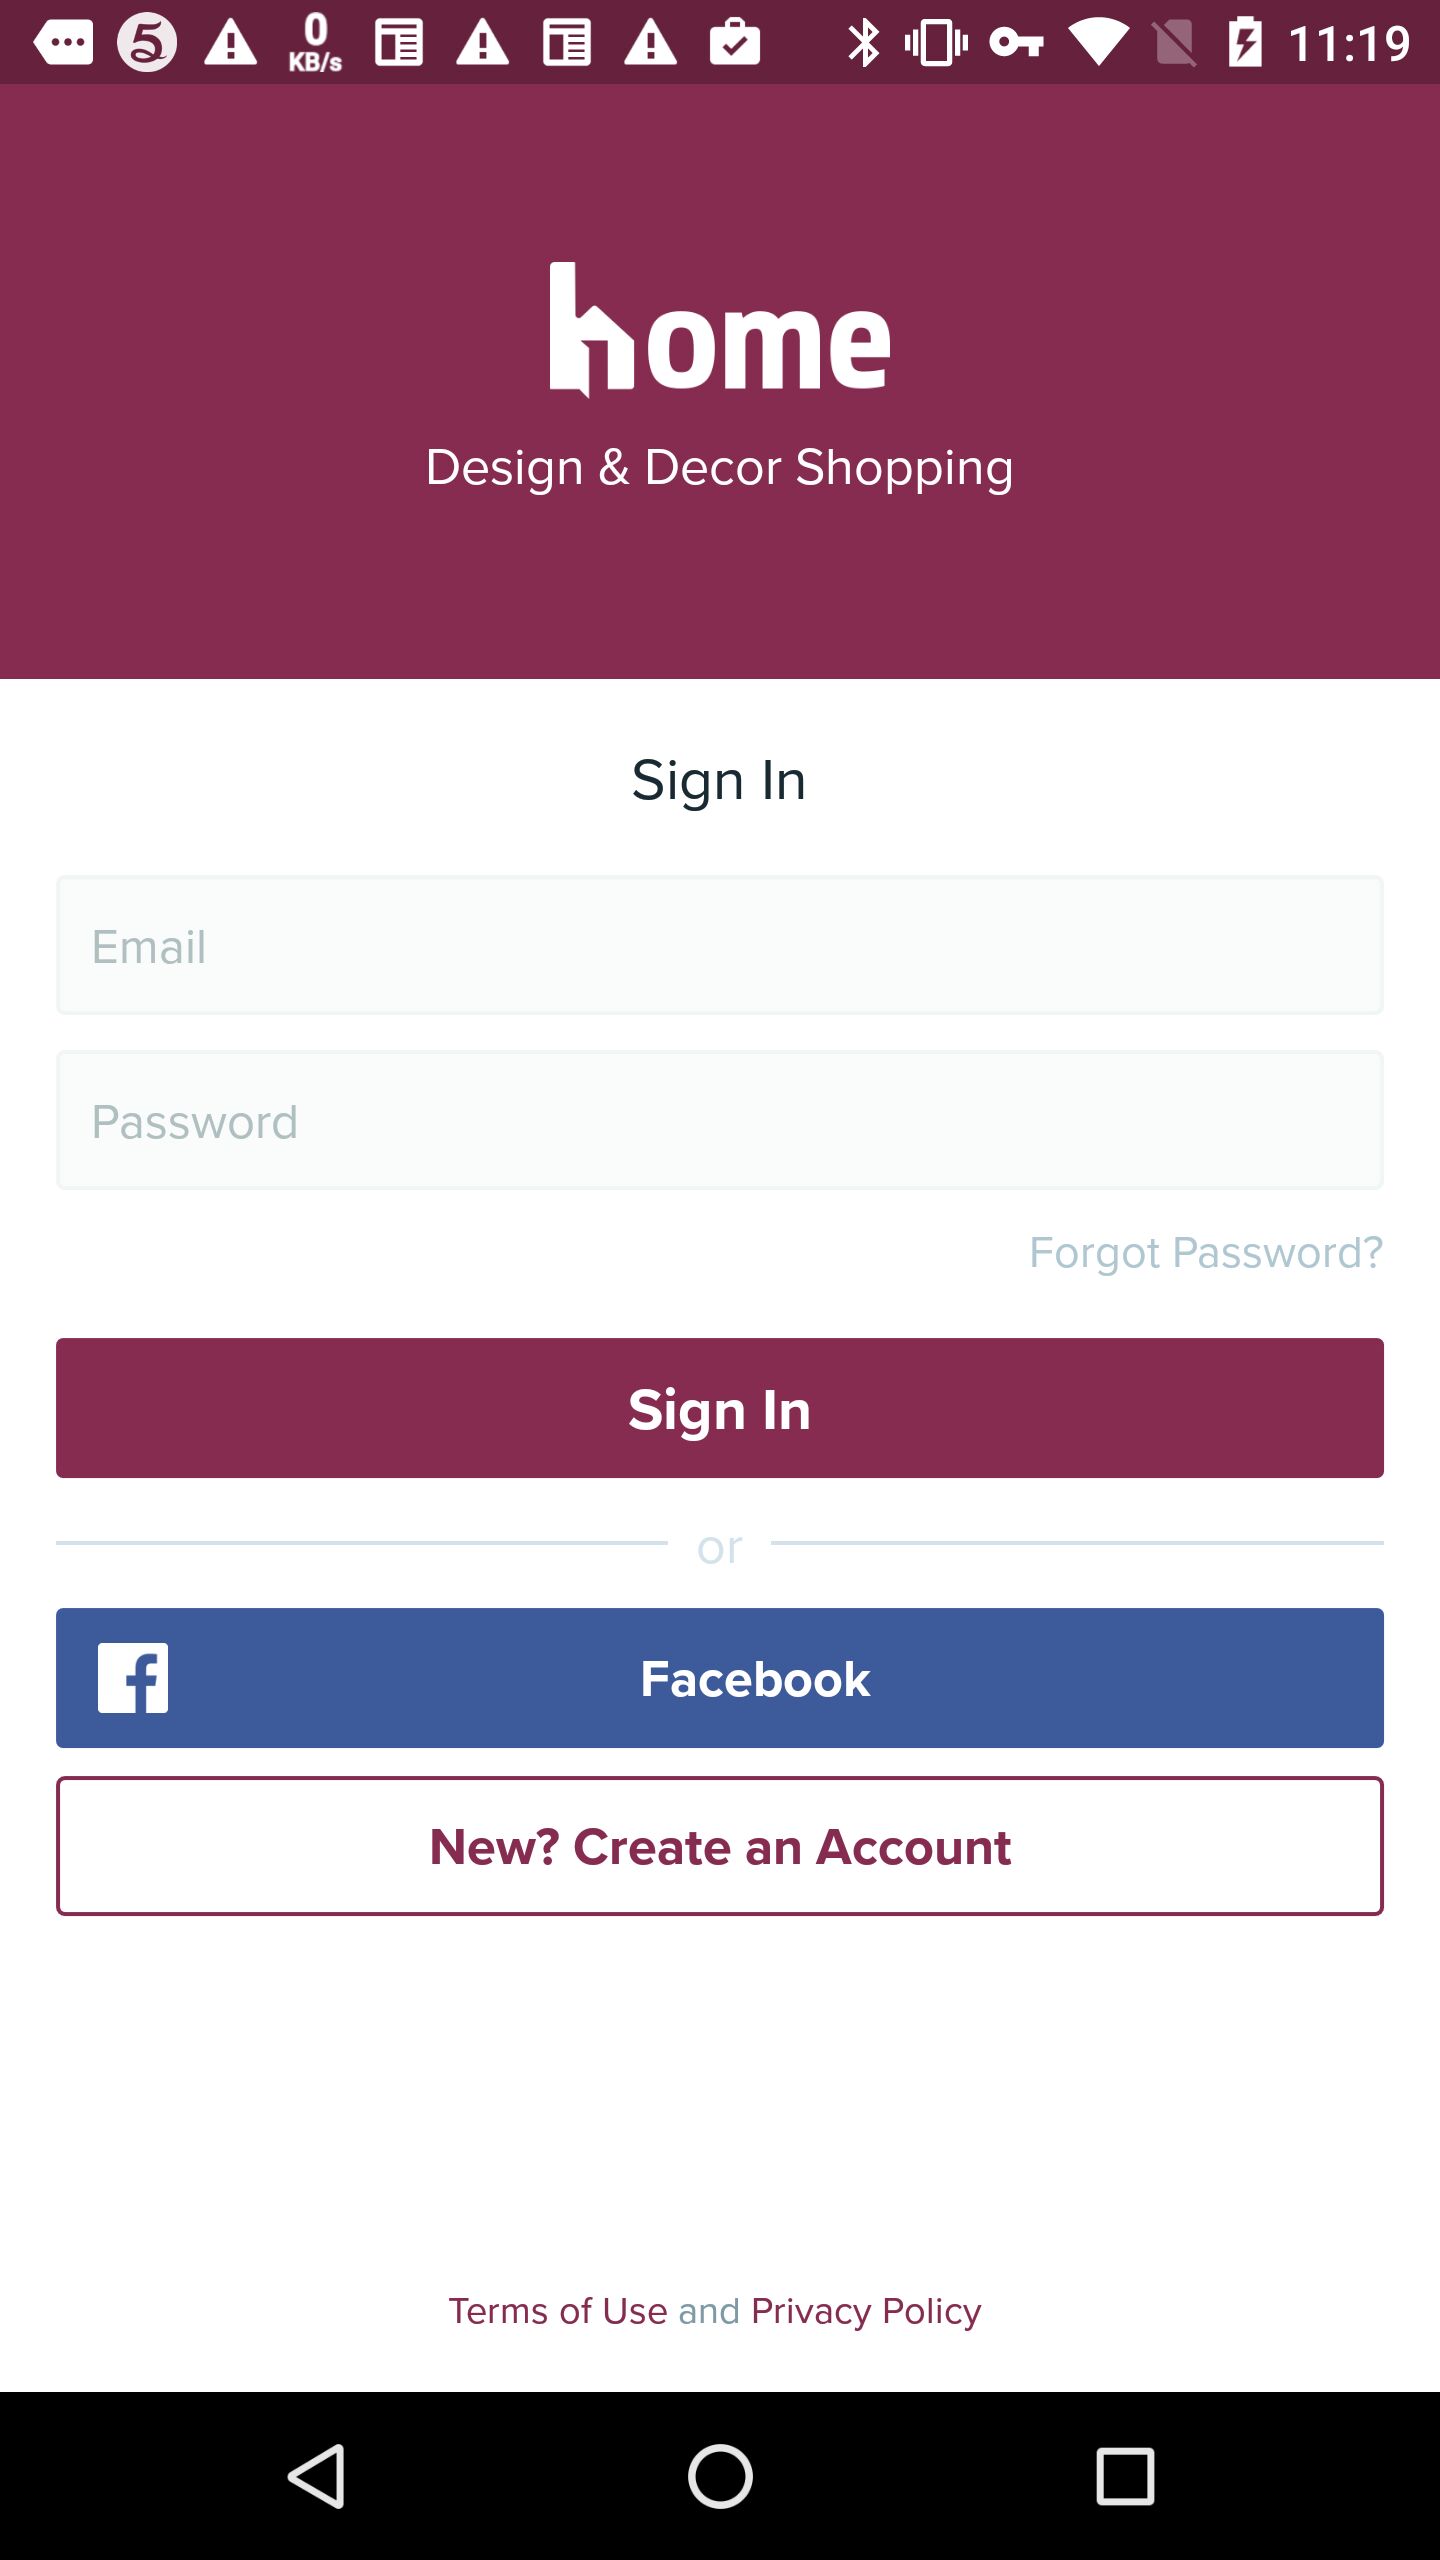 5
0
KB/s
11:19
home
Design & Decor Shopping
Sign In
Email
Password
Forgot Password?
Sign In
or
Facebook
New? Create an Account
Terms of Use and Privacy Policy